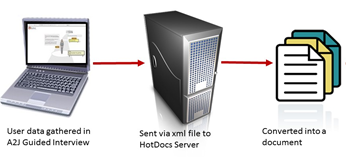 User data gathered in
A2J Guided Interview
Sent via xml file to
HotDocs Server
Converted into a
document